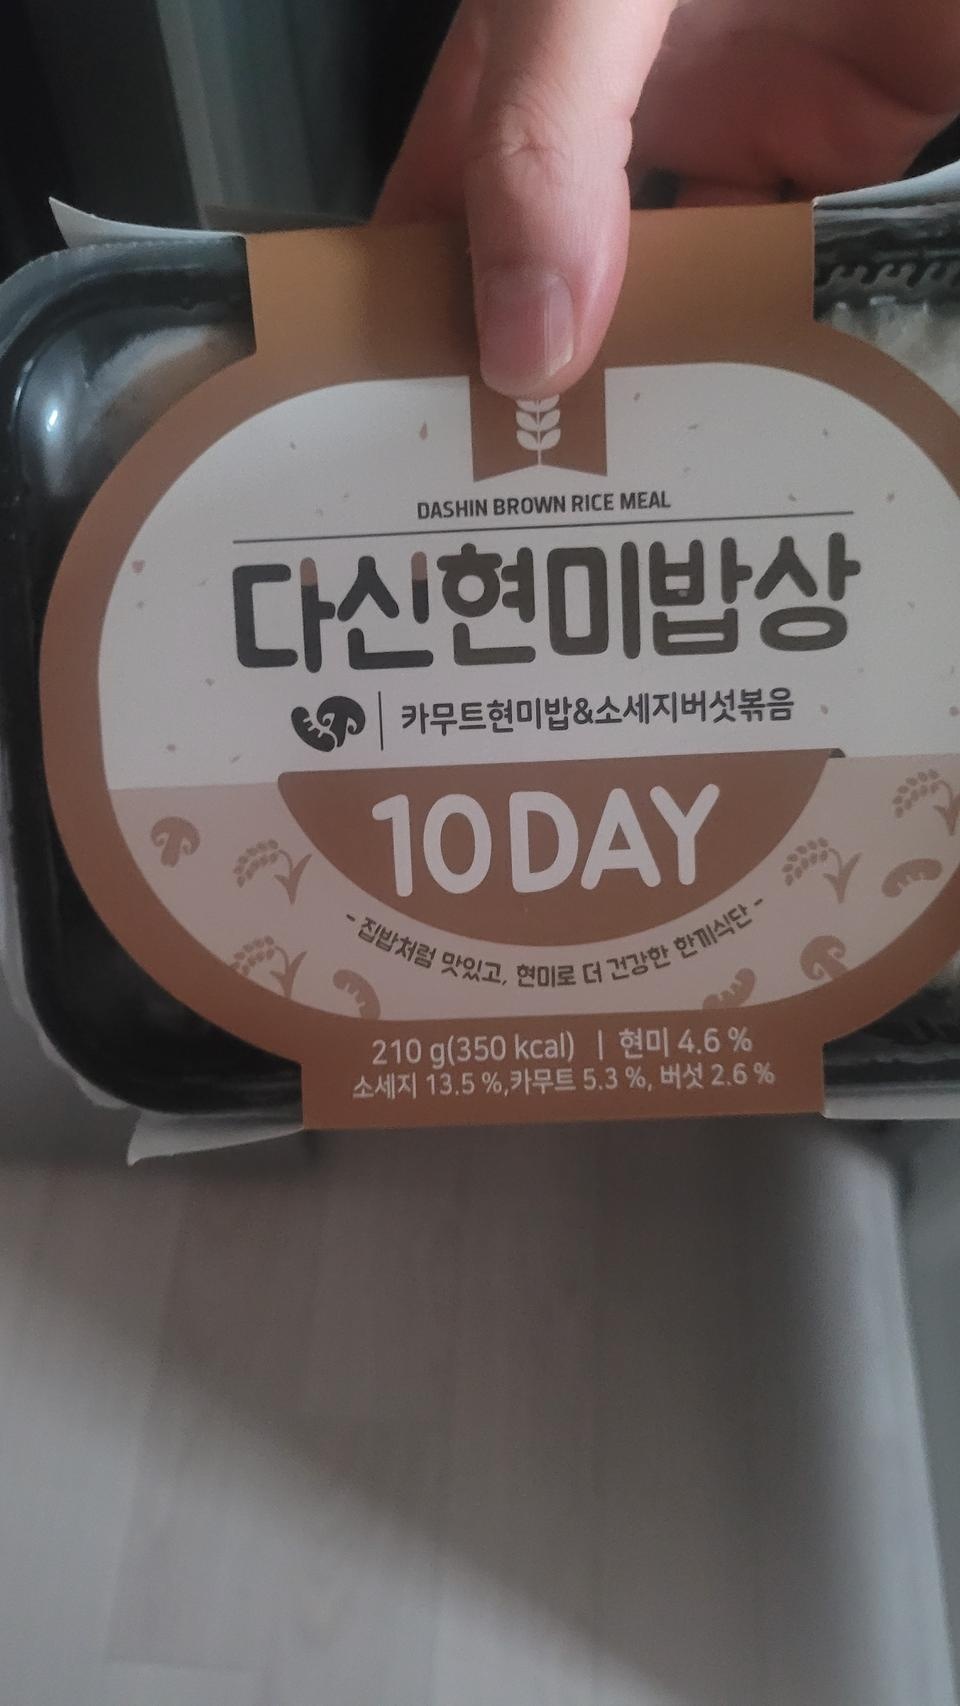 DASHIN BROWN RICE MEAL
다신현미밥상
카무트현미밥&소세지버섯볶음
10 DAY
- 집밥처럼 맛있고, 현미로 더 건강한 한끼식단 -
210 g(350 kcal) | 현미 4.6 %
소세지 13.5 %,카무트 5.3 %, 버섯 2.6 %